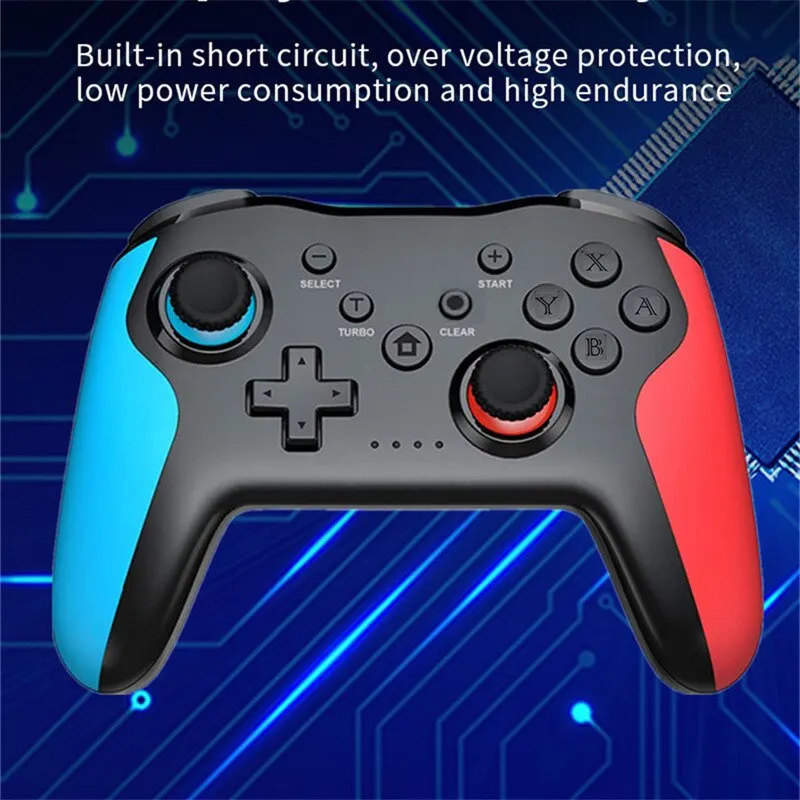 Built-in short circuit, over voltage protection,
low power consumption and high endurance
SELECT
START
X
T
Y
A
TURBO
CLEAR
B